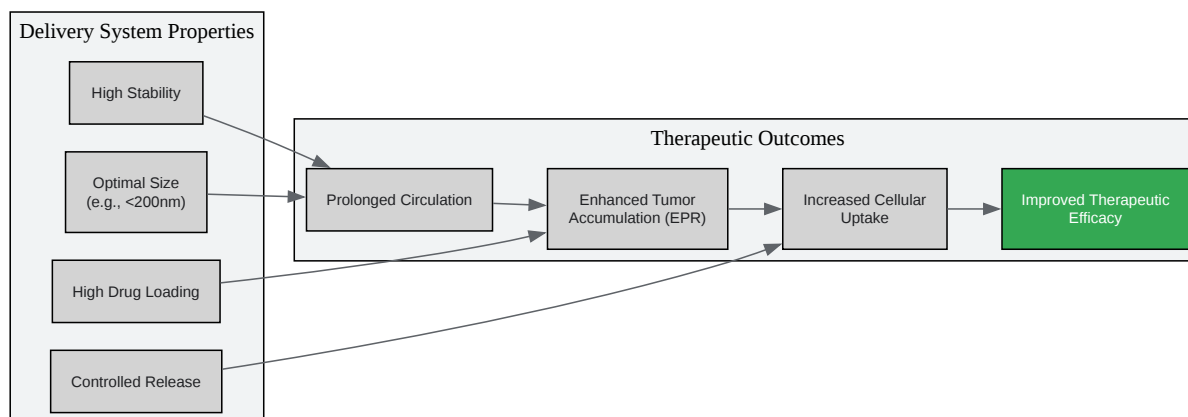 Delivery System Properties
High Stability
Optimal Size
(e.g., <200nm)
High Drug Loading
Controlled Release
Therapeutic Outcomes
Prolonged Circulation
Enhanced Tumor
Accumulation (EPR)
Increased Cellular
Uptake
Improved Therapeutic
Efficacy